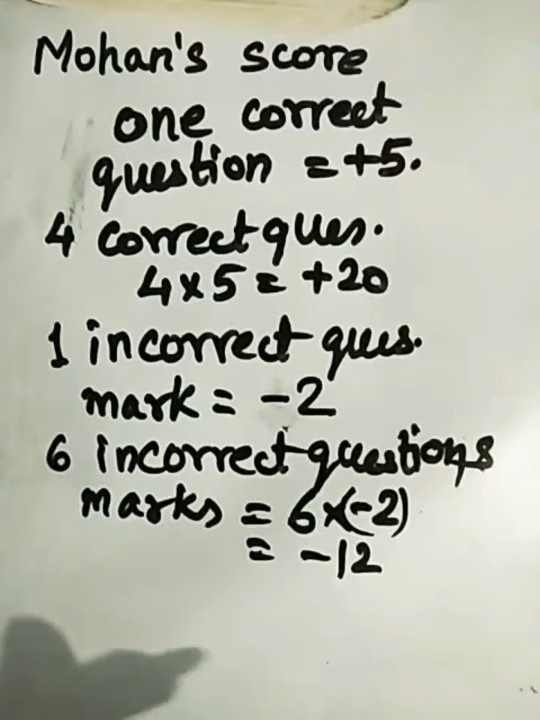 Mohan's score
one correct
question = +5.
4 correct ques.
4 x 5 = +20
1 incorrect ques.
mark = -2
6 incorrect questions
marks = 6 x(-2)
= -12